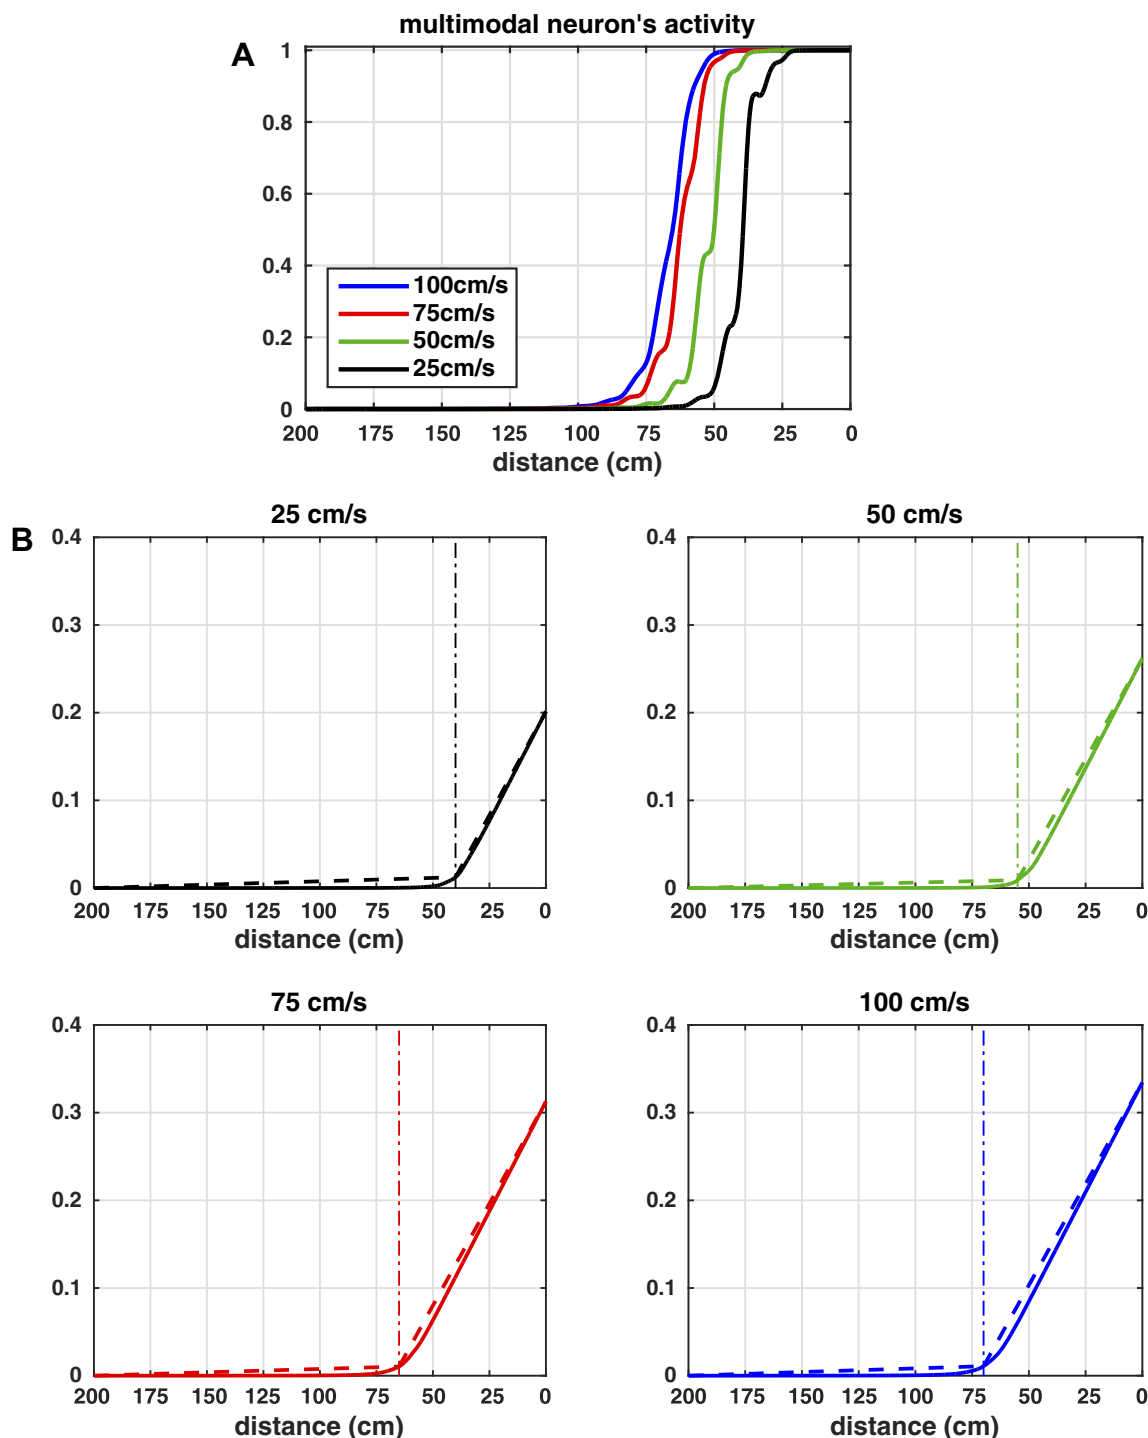 multimodal neuron's activity
A
1
0.8
0.6
0.4
0.2
0
100cm/s
75cm/s
50cm/s
25cm/s
200 175 150 125 100 75 50 25 0
distance (cm)
B
25 cm/s
0.4
0.3
0.2
0.1
0
200 175 150 125 100 75 50 25 0
distance (cm)
50 cm/s
0.4
0.3
0.2
0.1
0
200 175 150 125 100 75 50 25 0
distance (cm)
75 cm/s
0.4
0.3
0.2
0.1
0
200 175 150 125 100 75 50 25 0
distance (cm)
100 cm/s
0.4
0.3
0.2
0.1
0
200 175 150 125 100 75 50 25 0
distance (cm)